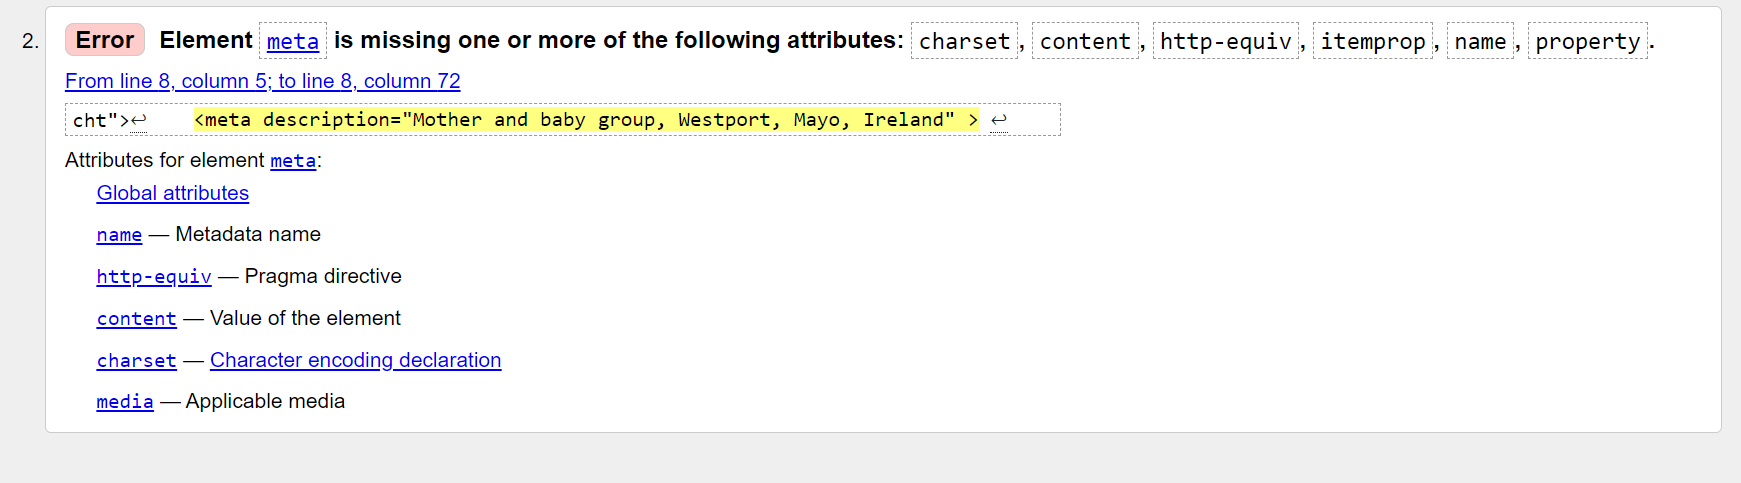 2. Error Element meta is missing one or more of the following attributes: charset, content, http-equiv, itemprop, name, property.
From line 8, column 5; to line 8, column 72
cht">↩ <meta description="Mother and baby group, Westport, Mayo, Ireland" > ↩
Attributes for element meta:
Global attributes
name — Metadata name
http-equiv — Pragma directive
content — Value of the element
charset — Character encoding declaration
media — Applicable media